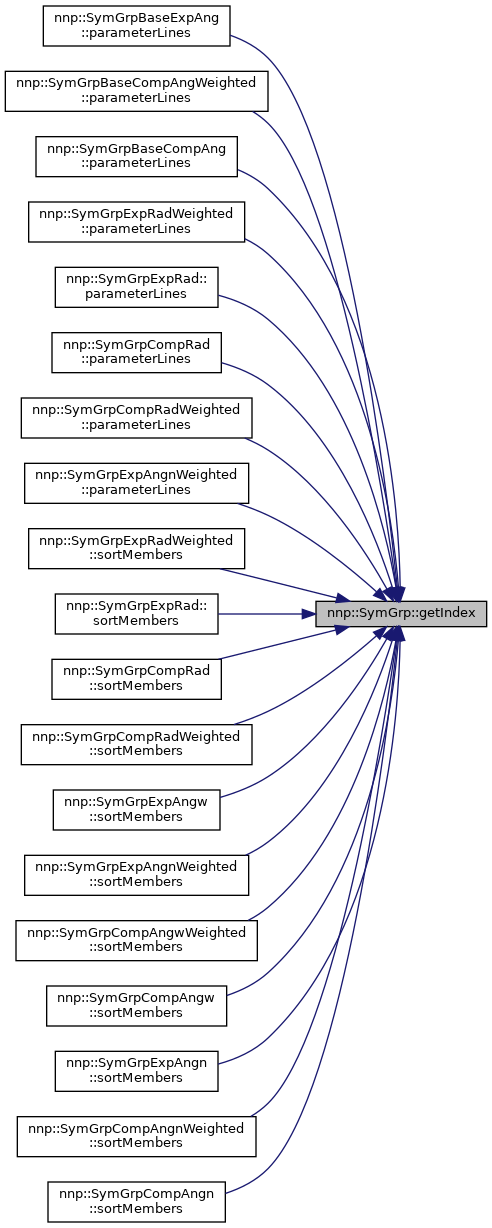 nnp::SymGrpBaseExpAng
::parameterLines
nnp::SymGrpBaseCompAngWeighted
::parameterLines
nnp::SymGrpBaseCompAng
::parameterLines
nnp::SymGrpExpRadWeighted
::parameterLines
nnp::SymGrpExpRad::
parameterLines
nnp::SymGrpCompRad
::parameterLines
nnp::SymGrpCompRadWeighted
::parameterLines
nnp::SymGrpExpAngnWeighted
::parameterLines
nnp::SymGrpExpRadWeighted
::sortMembers
nnp::SymGrpExpRad::
sortMembers
nnp::SymGrp::getIndex
nnp::SymGrpCompRad
::sortMembers
nnp::SymGrpCompRadWeighted
::sortMembers
nnp::SymGrpExpAngw
::sortMembers
nnp::SymGrpExpAngnWeighted
::sortMembers
nnp::SymGrpCompAngwWeighted
::sortMembers
nnp::SymGrpCompAngw
::sortMembers
nnp::SymGrpExpAngn
::sortMembers
nnp::SymGrpCompAngnWeighted
::sortMembers
nnp::SymGrpCompAngn
::sortMembers